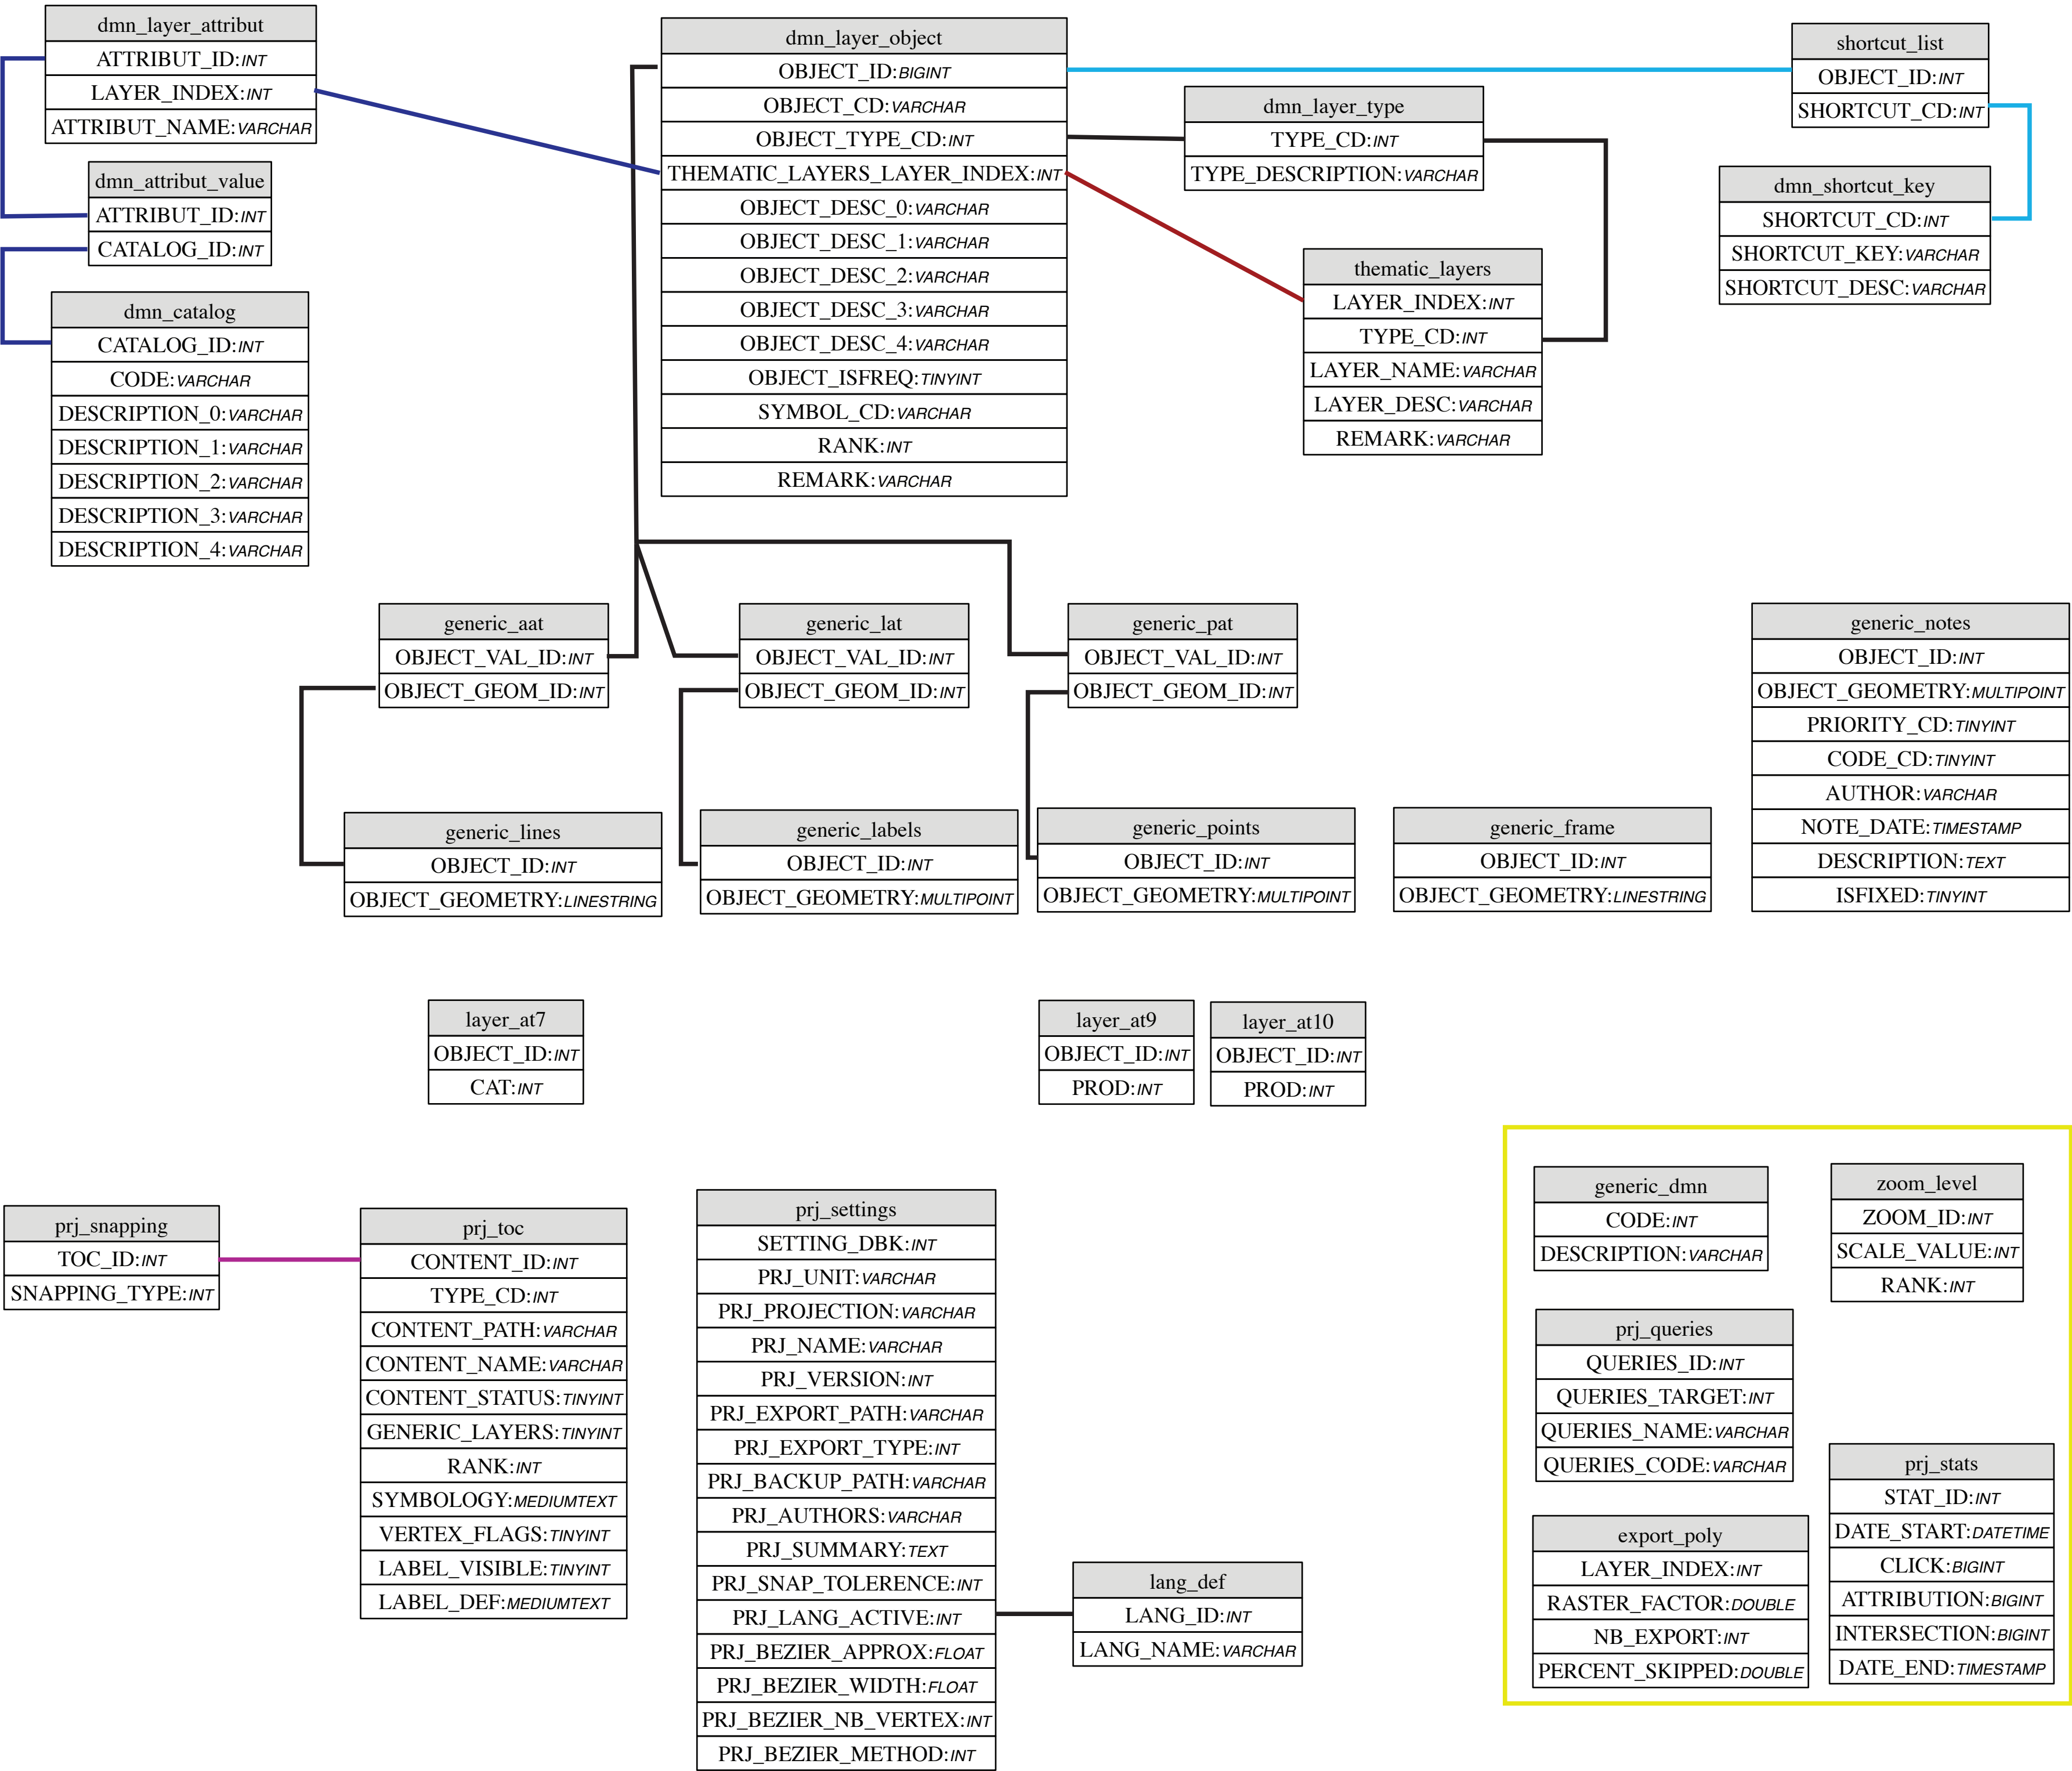 dmn_layer_attribut
ATTRIBUT_ID:INT
LAYER_INDEX:INT
ATTRIBUT_NAME:VARCHAR
dmn_attribut_value
ATTRIBUT_ID:INT
CATALOG_ID:INT
dmn_catalog
CATALOG_ID:INT
CODE:VARCHAR
DESCRIPTION_0:VARCHAR
DESCRIPTION_1:VARCHAR
DESCRIPTION_2:VARCHAR
DESCRIPTION_3:VARCHAR
DESCRIPTION_4:VARCHAR
dmn_layer_object
OBJECT_ID:BIGINT
OBJECT_CD:VARCHAR
OBJECT_TYPE_CD:INT
THEMATIC_LAYERS_LAYER_INDEX:INT
OBJECT_DESC_0:VARCHAR
OBJECT_DESC_1:VARCHAR
OBJECT_DESC_2:VARCHAR
OBJECT_DESC_3:VARCHAR
OBJECT_DESC_4:VARCHAR
OBJECT_ISFREQ:TINYINT
SYMBOL_CD:VARCHAR
RANK:INT
REMARK:VARCHAR
dmn_layer_type
TYPE_CD:INT
TYPE_DESCRIPTION:VARCHAR
thematic_layers
LAYER_INDEX:INT
TYPE_CD:INT
LAYER_NAME:VARCHAR
LAYER_DESC:VARCHAR
REMARK:VARCHAR
shortcut_list
OBJECT_ID:INT
SHORTCUT_CD:INT
dmn_shortcut_key
SHORTCUT_CD:INT
SHORTCUT_KEY:VARCHAR
SHORTCUT_DESC:VARCHAR
generic_aat
OBJECT_VAL_ID:INT
OBJECT_GEOM_ID:INT
generic_lat
OBJECT_VAL_ID:INT
OBJECT_GEOM_ID:INT
generic_pat
OBJECT_VAL_ID:INT
OBJECT_GEOM_ID:INT
generic_notes
OBJECT_ID:INT
OBJECT_GEOMETRY:MULTIPOINT
PRIORITY_CD:TINYINT
CODE_CD:TINYINT
AUTHOR:VARCHAR
NOTE_DATE:TIMESTAMP
DESCRIPTION:TEXT
ISFIXED:TINYINT
generic_lines
OBJECT_ID:INT
OBJECT_GEOMETRY:LINESTRING
generic_labels
OBJECT_ID:INT
OBJECT_GEOMETRY:MULTIPOINT
generic_points
OBJECT_ID:INT
OBJECT_GEOMETRY:MULTIPOINT
generic_frame
OBJECT_ID:INT
OBJECT_GEOMETRY:LINESTRING
layer_at7
OBJECT_ID:INT
CAT:INT
layer_at9
OBJECT_ID:INT
PROD:INT
layer_at10
OBJECT_ID:INT
PROD:INT
prj_snapping
TOC_ID:INT
SNAPPING_TYPE:INT
prj_toc
CONTENT_ID:INT
TYPE_CD:INT
CONTENT_PATH:VARCHAR
CONTENT_NAME:VARCHAR
CONTENT_STATUS:TINYINT
GENERIC_LAYERS:TINYINT
RANK:INT
SYMBOLOGY:MEDIUMTEXT
VERTEX_FLAGS:TINYINT
LABEL_VISIBLE:TINYINT
LABEL_DEF:MEDIUMTEXT
prj_settings
SETTING_DBK:INT
PRJ_UNIT:VARCHAR
PRJ_PROJECTION:VARCHAR
PRJ_NAME:VARCHAR
PRJ_VERSION:INT
PRJ_EXPORT_PATH:VARCHAR
PRJ_EXPORT_TYPE:INT
PRJ_BACKUP_PATH:VARCHAR
PRJ_AUTHORS:VARCHAR
PRJ_SUMMARY:TEXT
PRJ_SNAP_TOLERENCE:INT
PRJ_LANG_ACTIVE:INT
PRJ_BEZIER_APPROX:FLOAT
PRJ_BEZIER_WIDTH:FLOAT
PRJ_BEZIER_NB_VERTEX:INT
PRJ_BEZIER_METHOD:INT
lang_def
LANG_ID:INT
LANG_NAME:VARCHAR
generic_dmn
CODE:INT
DESCRIPTION:VARCHAR
zoom_level
ZOOM_ID:INT
SCALE_VALUE:INT
RANK:INT
prj_queries
QUERIES_ID:INT
QUERIES_TARGET:INT
QUERIES_NAME:VARCHAR
QUERIES_CODE:VARCHAR
prj_stats
STAT_ID:INT
DATE_START:DATETIME
CLICK:BIGINT
ATTRIBUTION:BIGINT
INTERSECTION:BIGINT
DATE_END:TIMESTAMP
export_poly
LAYER_INDEX:INT
RASTER_FACTOR:DOUBLE
NB_EXPORT:INT
PERCENT_SKIPPED:DOUBLE